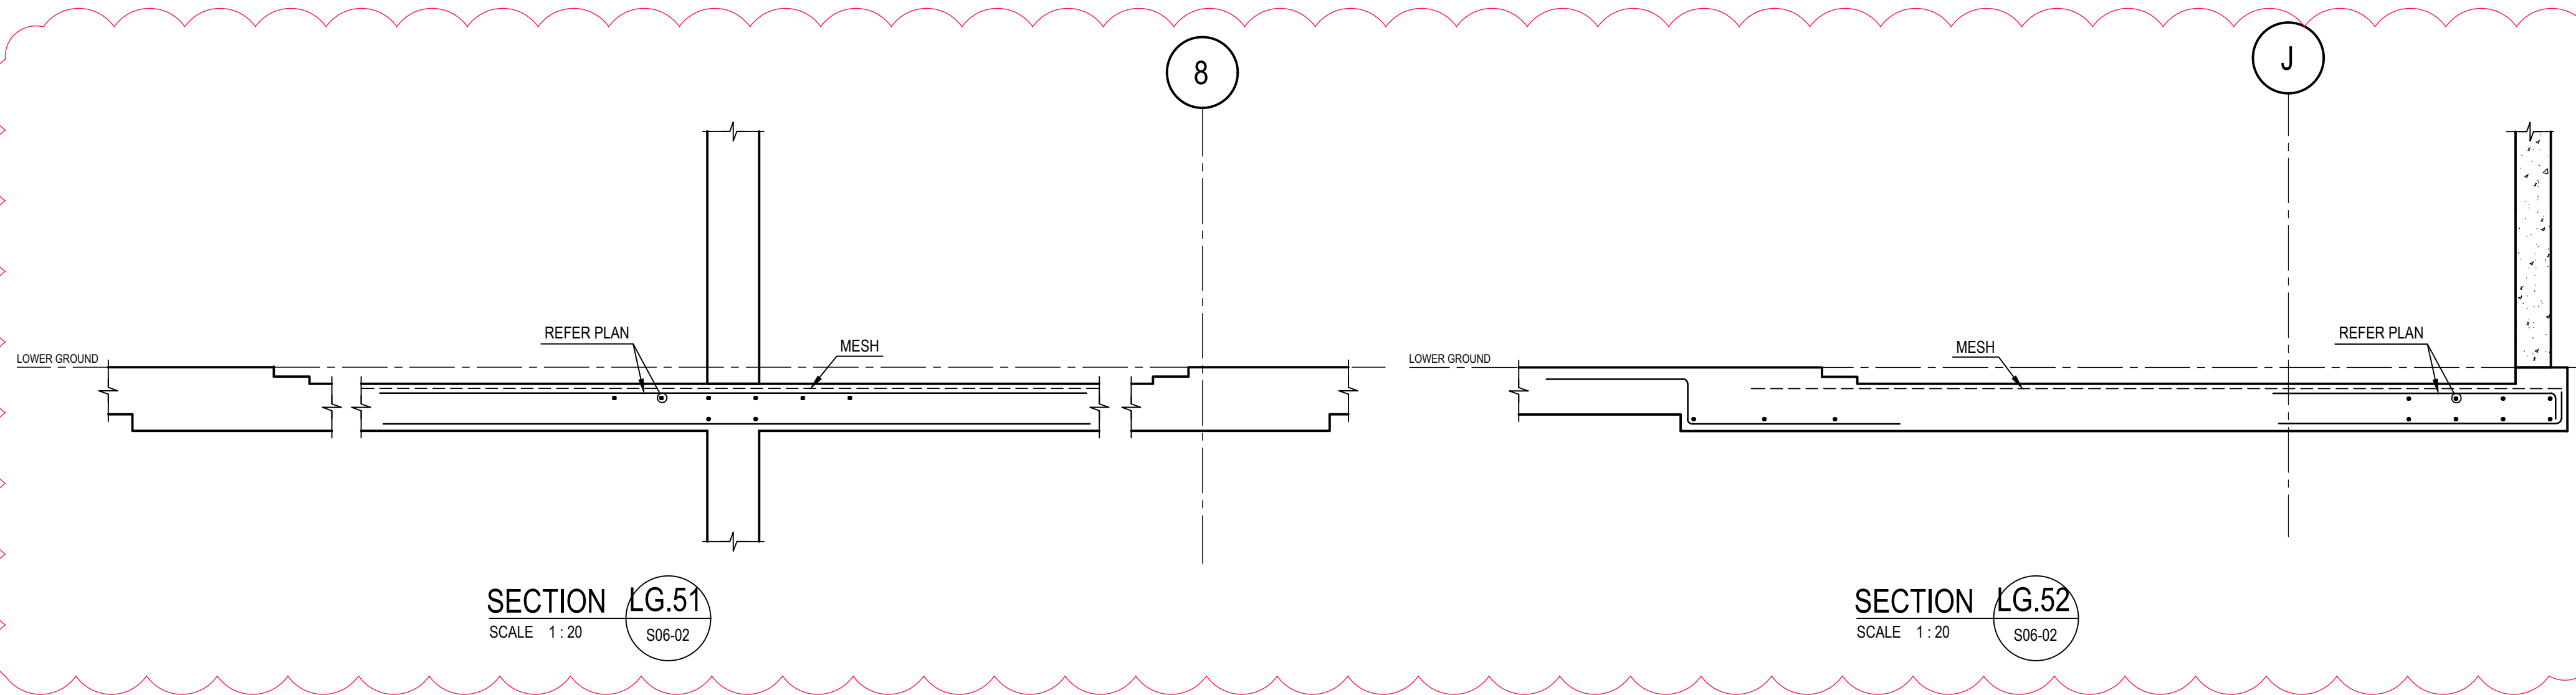 8
J
REFER PLAN
MESH
LOWER GROUND
LOWER GROUND
MESH
REFER PLAN
SECTION LG.51
SCALE 1 : 20 S06-02
SECTION LG.52
SCALE 1 : 20 S06-02